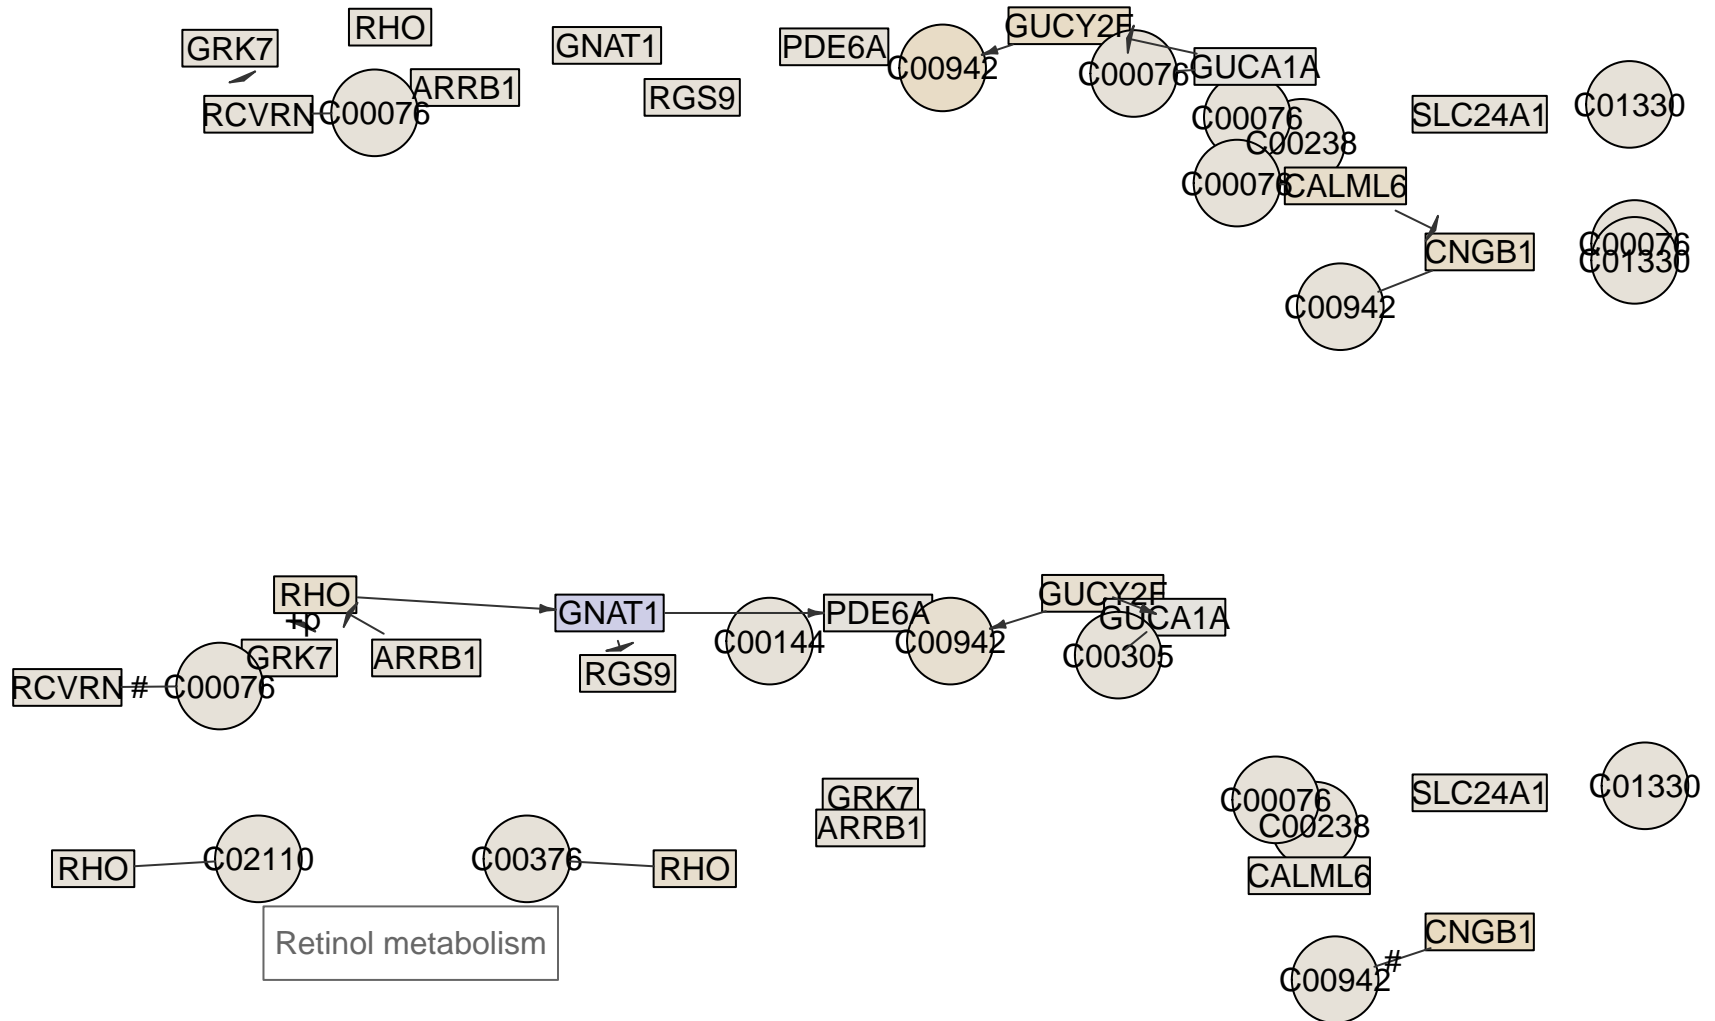 RHO
GRK7
GNAT1
PDE6A
GUCY2F
C00942
C00076
GUCA1A
ARRB1
RGS9
RCVRN
C00076
C00076
SLC24A1
C01330
C00238
C00076
CALML6
CNGB1
C00076
C01330
C00942
RHO
+p
GNAT1
PDE6A
GUCY2F
GUCA1A
C00144
C00942
C00305
GRK7
ARRB1
RGS9
RCVRN
#
C00076
GRK7
ARRB1
C00076
C00238
SLC24A1
C01330
RHO
C02110
C00376
RHO
CALML6
Retinol metabolism
CNGB1
#
C00942